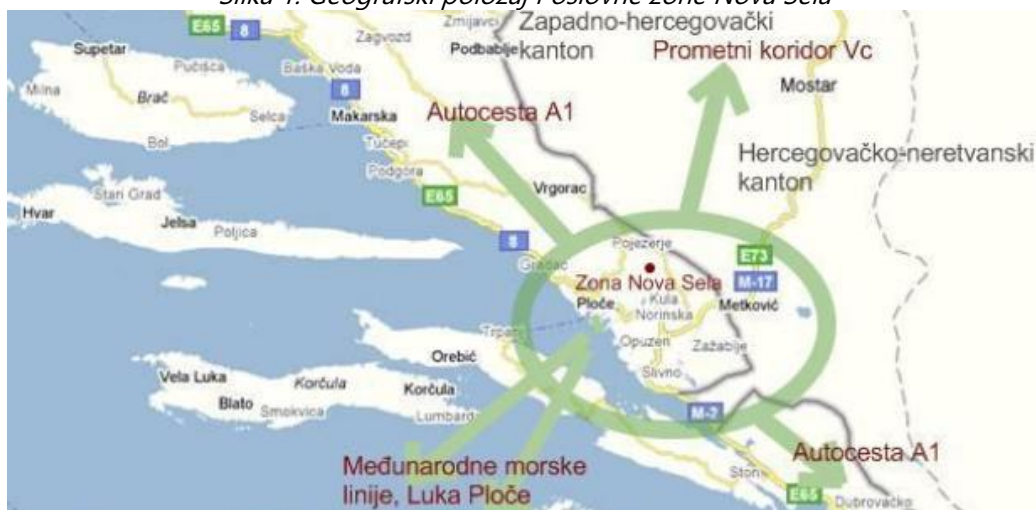 Slika 4. Geografski položaj Poslovne zone Nova Sela
E65
8
Zmijavci
Zapadno-hercegovački
kanton
Prometni koridor Vc
Zagvozd
Podbablje
Supetar
Pučišća
Baška Voda
Mostar
Milna
Brač
Selca
8
Makarska
Autocesta A1
Bol
Tučepi
Podgora
Hercegovačko-neretvanski
kanton
Stari Grad
E65
Vrgorac
Hvar
Jelsa
Poljica
8
Pojezerje
Gradac
E73
Zona Nova Sela
M-17
Ploče
Kula
Norinska
Metković
Trpanj
Opuzen
Zažablje
Orebić
Slivno
Vela Luka
Korčula
Korčula
Blato
Smokvica
Lumbard
M-2
Međunarodne morske
linije, Luka Ploče
Ston
Autocesta A1
E65
Dubrovačko